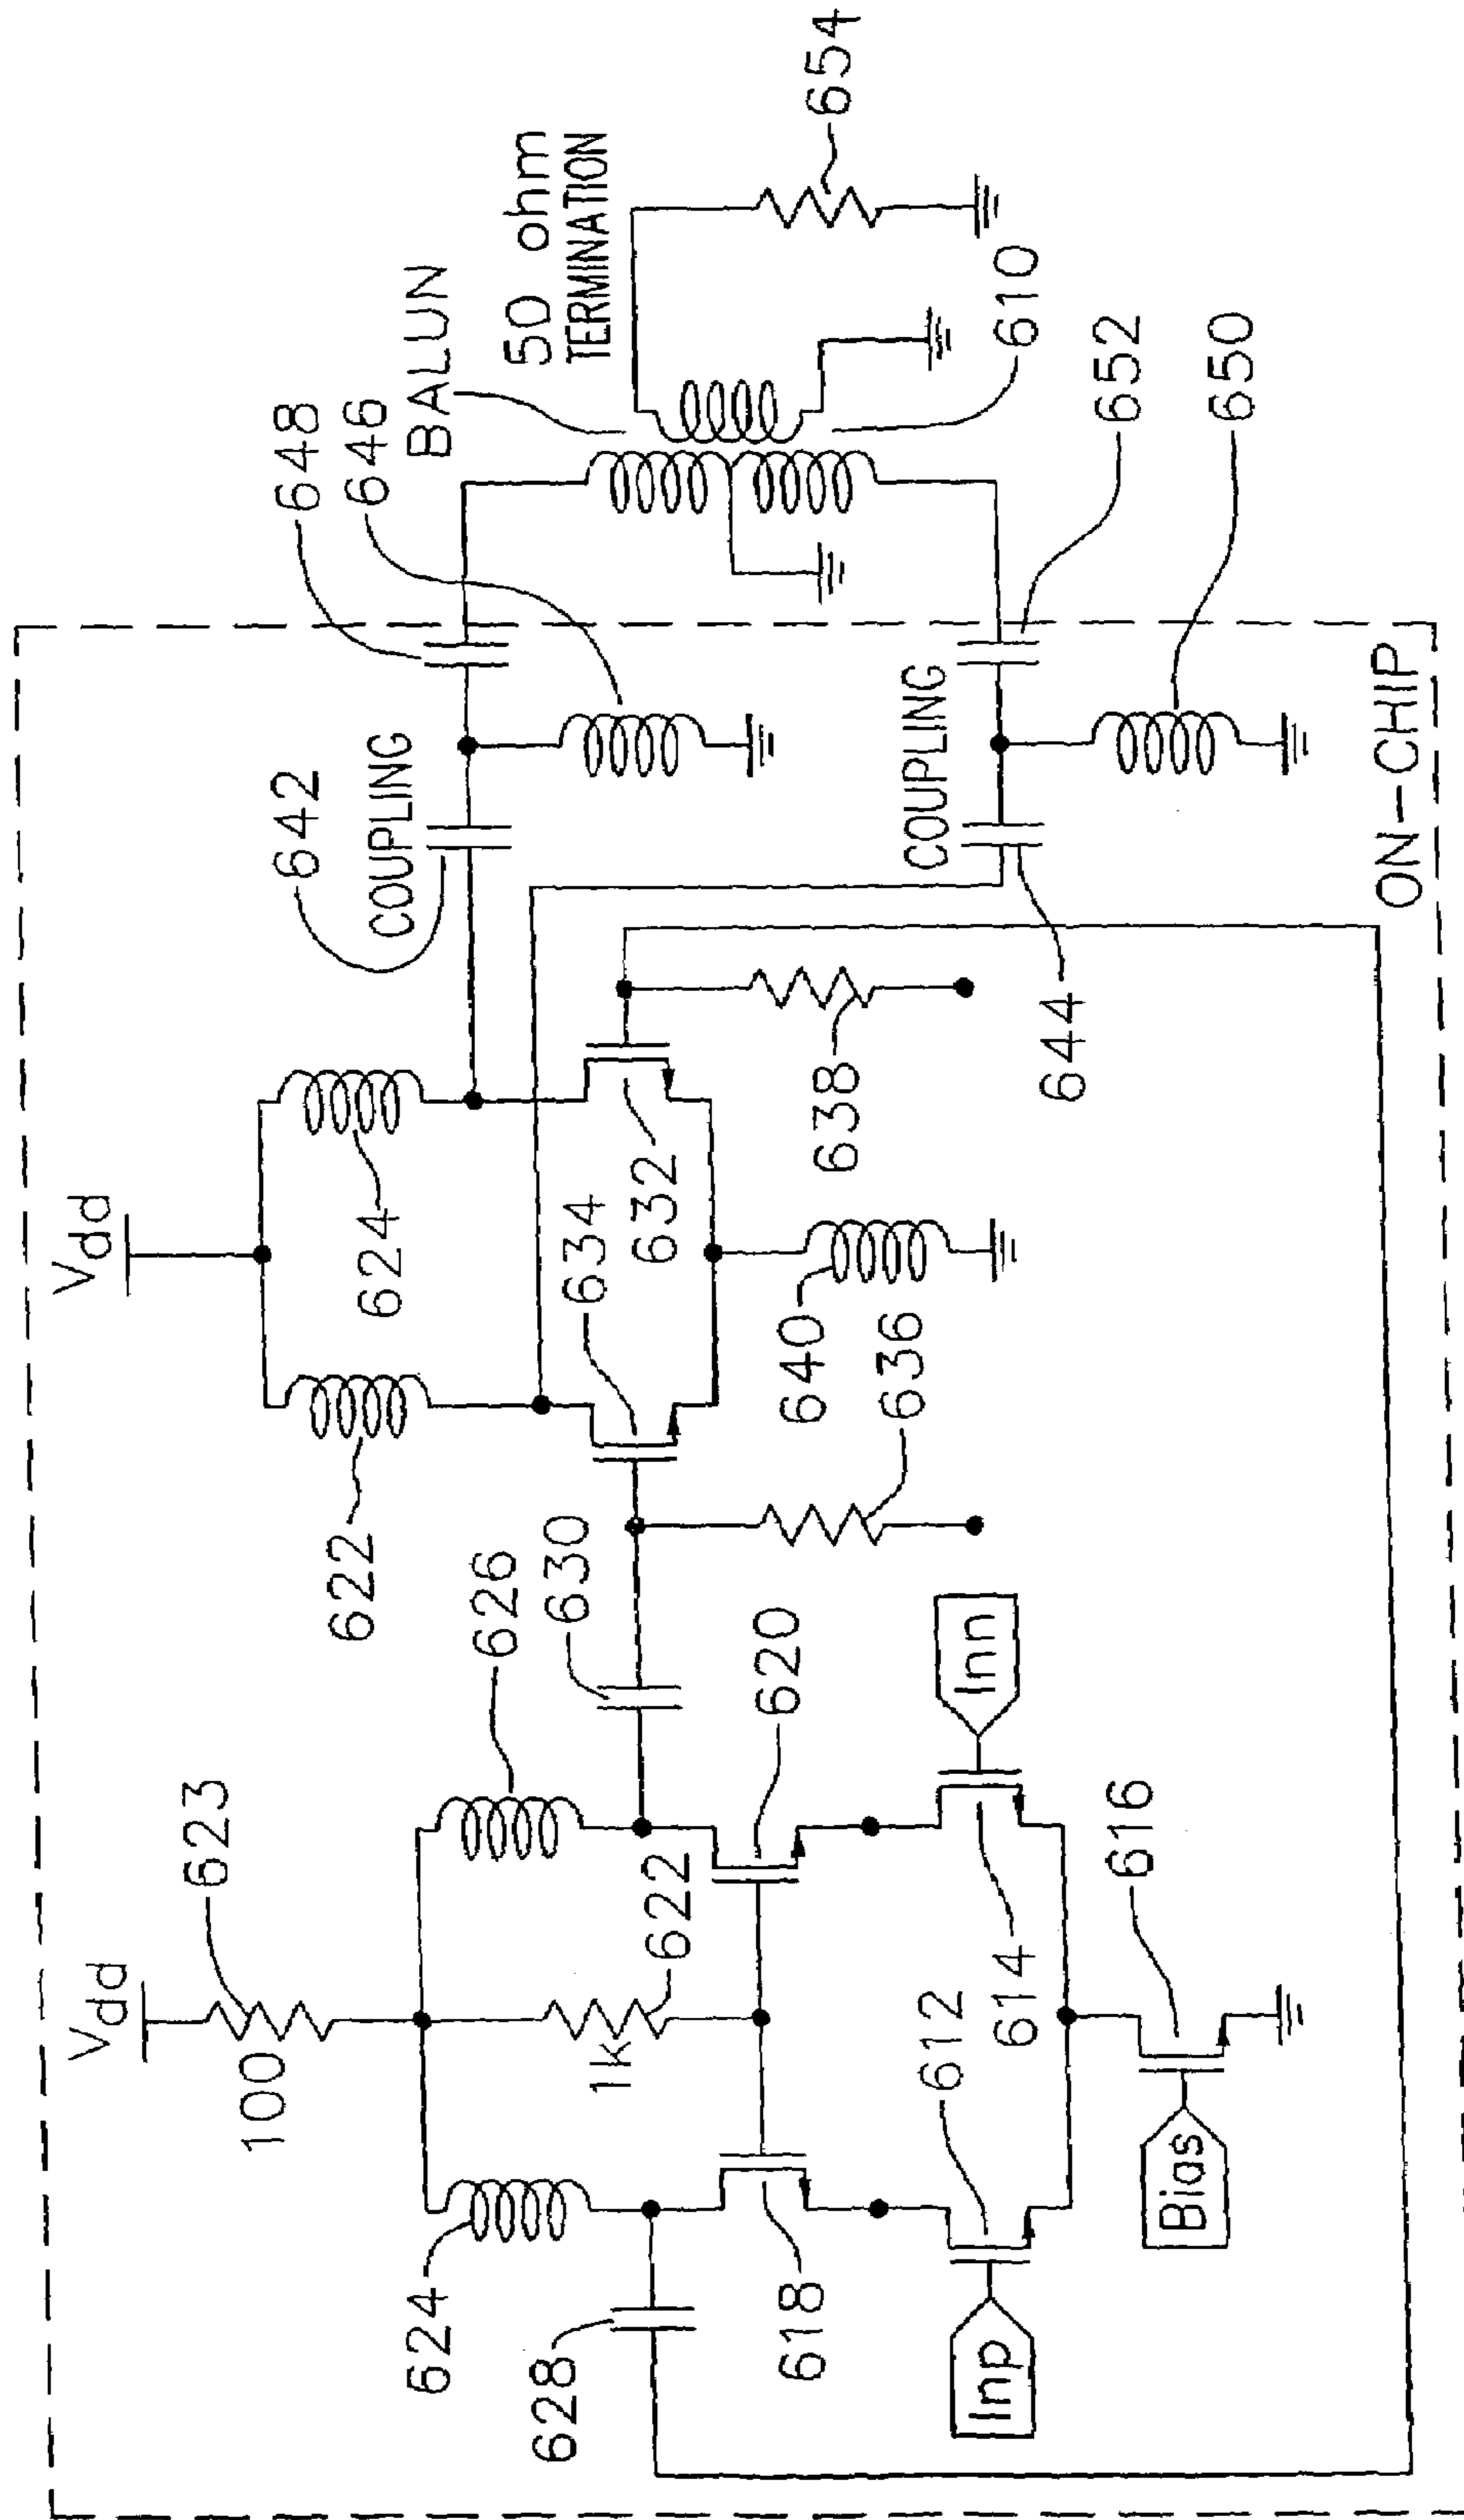 Vdd
100
623
624
1k
622
626
628
630
618
620
Inp
612
614
Inn
Bias
616
Vdd
622
624
634
632
636
640
638
642
COUPLING
648
646
COUPLING
644
652
650
BALLUN
610
50 ohm
TERMINATION
654
ON-CHIP